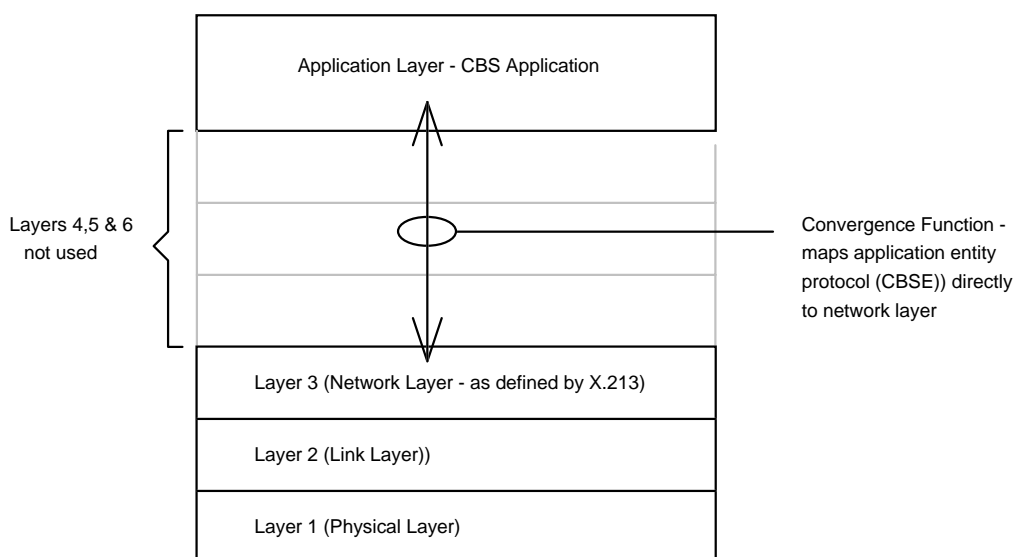 Application Layer - CBS Application
Layers 4,5 & 6
not used
Convergence Function -
maps application entity
protocol (CBSE)) directly
to network layer
Layer 3 (Network Layer - as defined by X.213)
Layer 2 (Link Layer))
Layer 1 (Physical Layer)